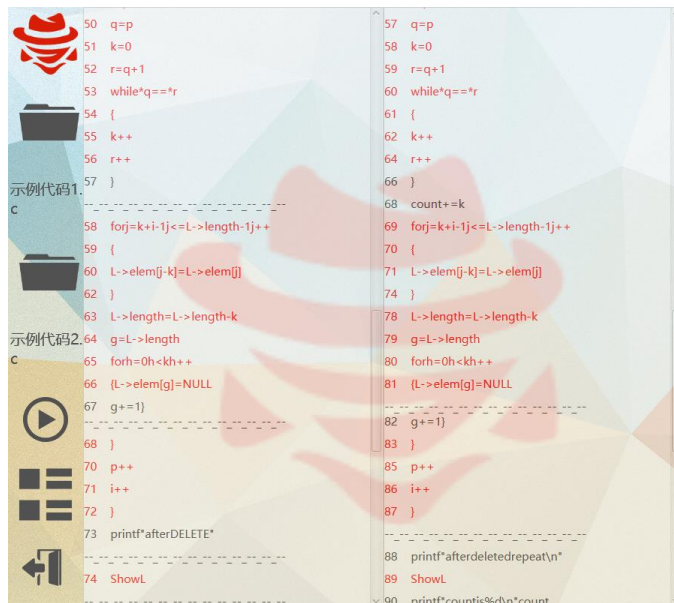 示例代码1.
c
示例代码2.
c
50 q=p
51 k=0
52 r=q+1
53 while*q==*r
54 {
55 k++
56 r++
57 }
--_--_--_--_--_--_--_--_--_--_--_--_--_--
58 forj=k+i-1j<=L->length-1j++
59 {
60 L->elem[j-k]=L->elem[j]
62 }
63 L->length=L->length-k
64 g=L->length
65 forh=0h<kh++
66 {L->elem[g]=NULL
67 g+=1}
--_--_--_--_--_--_--_--_--_--_--_--_--_--
68 }
70 p++
71 i++
72 }
73 printf"afterDELETE"
--_--_--_--_--_--_--_--_--_--_--_--_--_--
74 ShowL
57 q=p
58 k=0
59 r=q+1
60 while*q==*r
61 {
62 k++
64 r++
66 }
68 count+=k
69 forj=k+i-1j<=L->length-1j++
70 {
71 L->elem[j-k]=L->elem[j]
74 }
78 L->length=L->length-k
79 g=L->length
80 forh=0h<kh++
81 {L->elem[g]=NULL
--_--_--_--_--_--_--_--_--_--_--_--_--_--
82 g+=1}
83 }
85 p++
86 i++
87 }
--_--_--_--_--_--_--_--_--_--_--_--_--_--
88 printf"afterdeletedrepeat\n"
89 ShowL
90 printf"countis%d\n"count